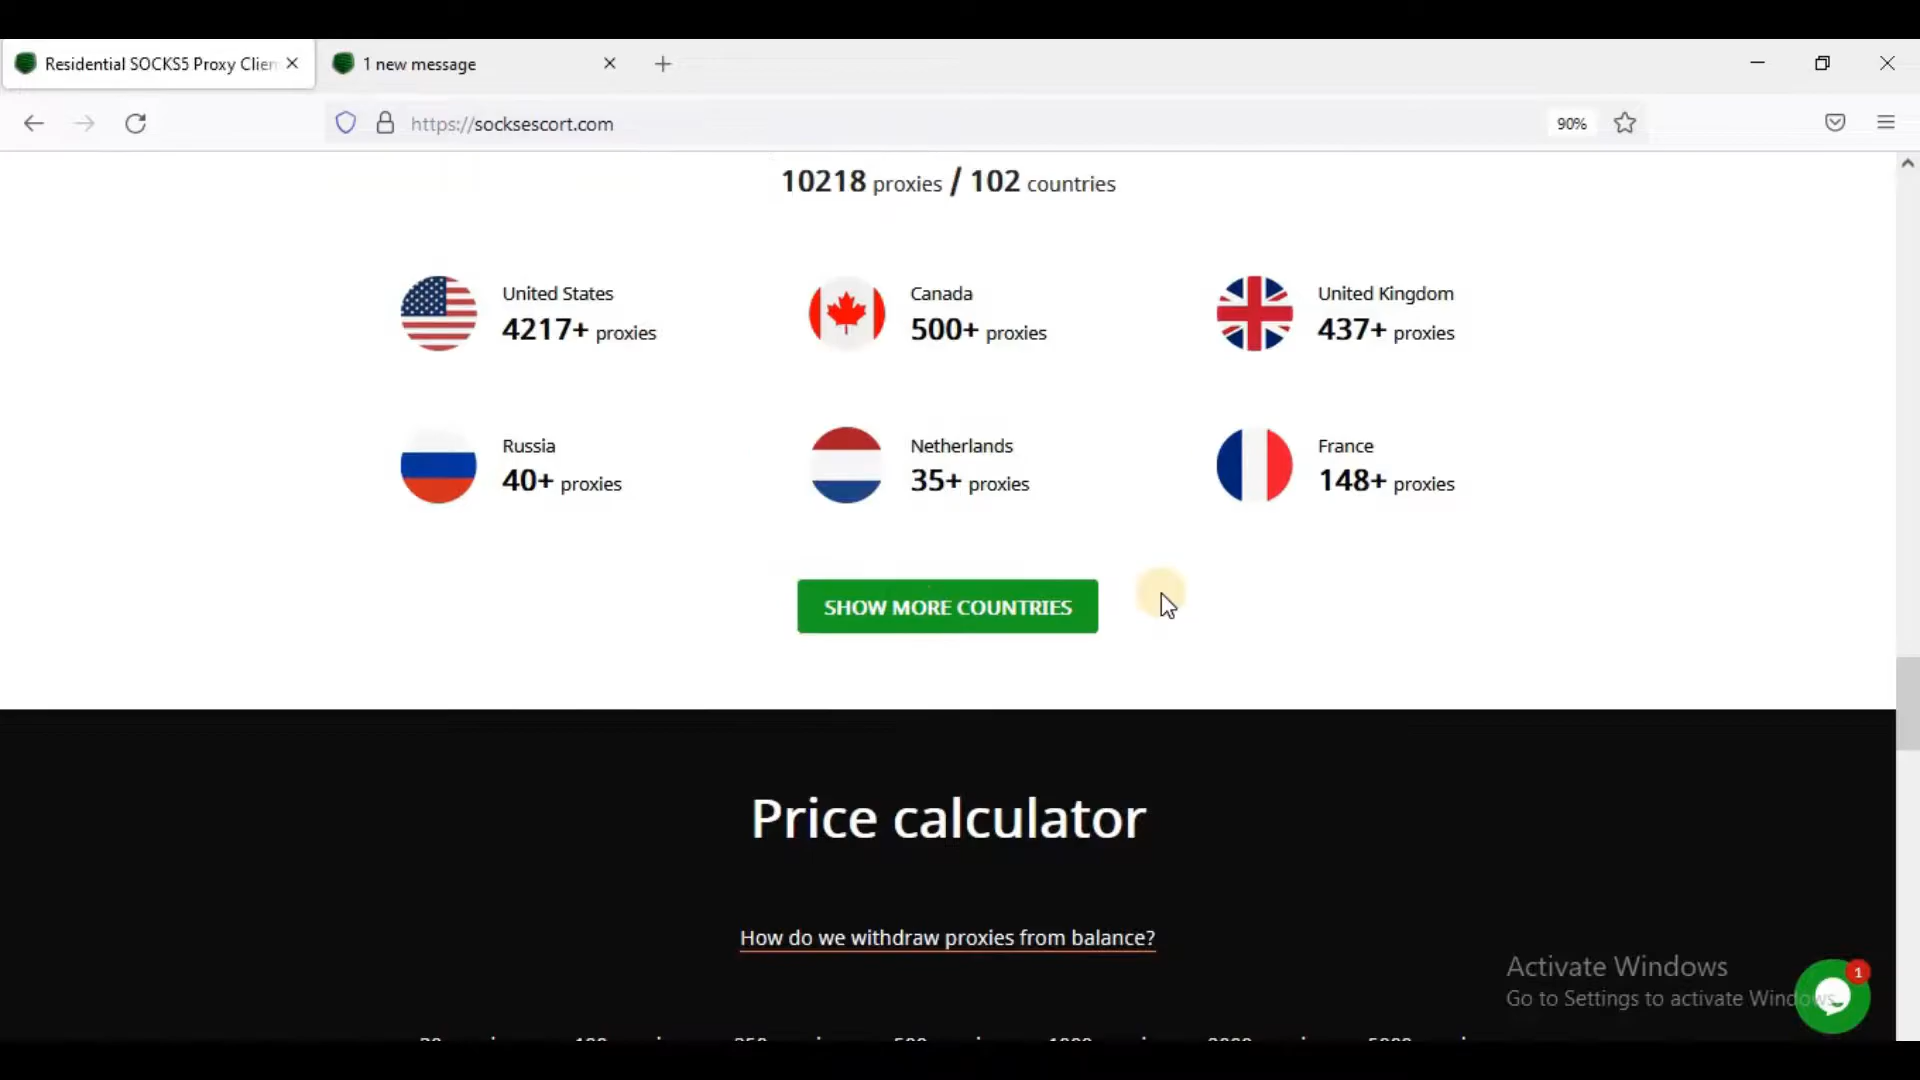 Residential SOCKS5 Proxy Clien
1 new message
https://socksescort.com
90%
10218 proxies / 102 countries
United States
4217+ proxies
Canada
500+ proxies
United Kingdom
437+ proxies
Russia
40+ proxies
Netherlands
35+ proxies
France
148+ proxies
SHOW MORE COUNTRIES
Price calculator
How do we withdraw proxies from balance?
Activate Windows
Go to Settings to activate Windows.
1